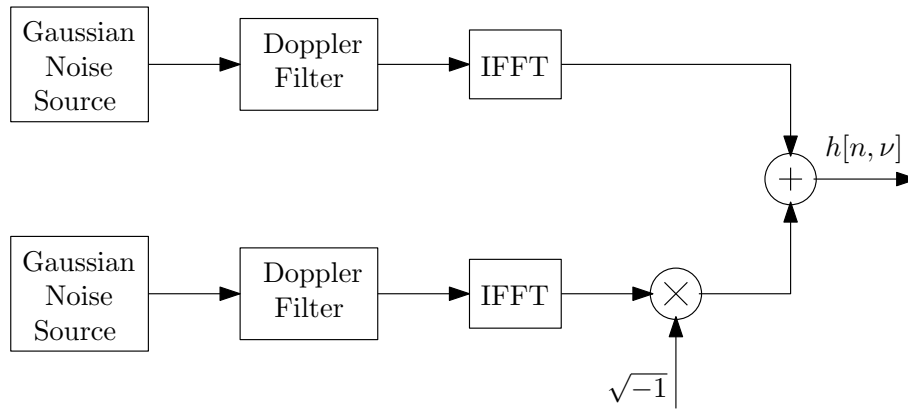 Gaussian
Noise
Source
Doppler
Filter
IFFT
+
h[n, ν]
Gaussian
Noise
Source
Doppler
Filter
IFFT
×
√−1